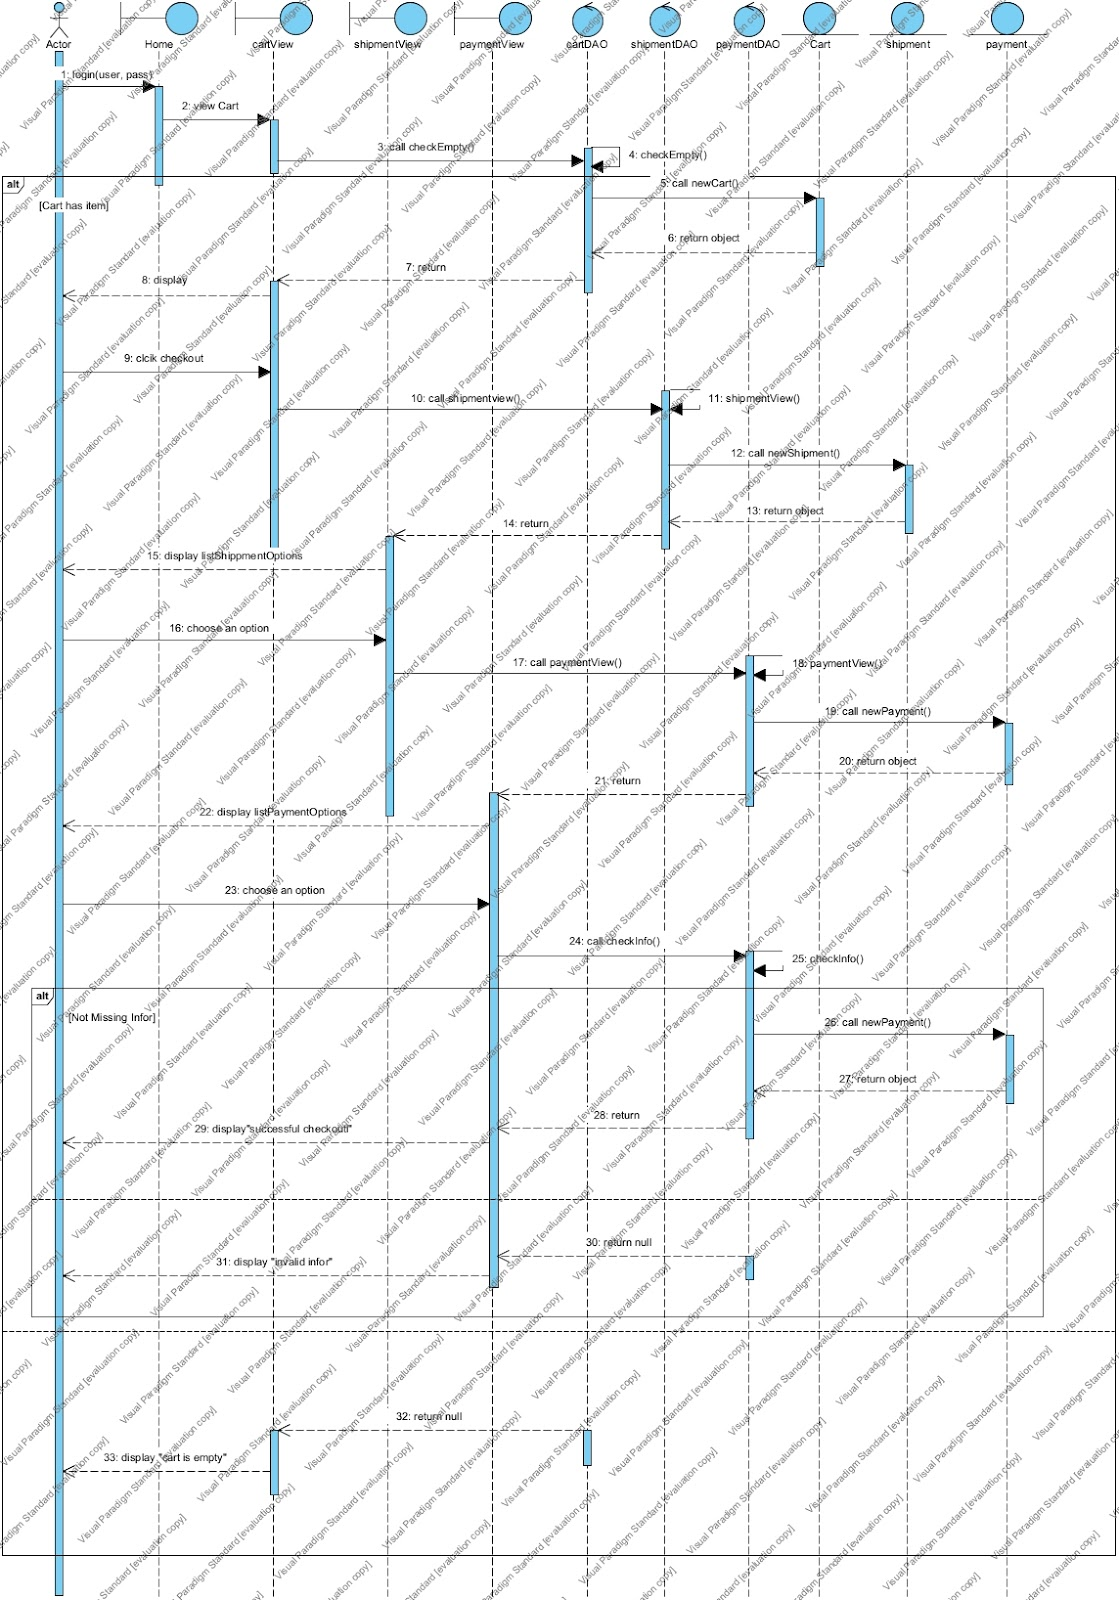 Actor
Home
cartView
shipmentView
paymentView
cartDAO
shipmentDAO
paymentDAO
Cart
shipment
payment
1: login(user, pass)
2: view Cart
3: call checkEmpty()
4: checkEmpty()
alt
5: call newCart()
[Cart has item]
6: return object
7: return
8: display
9: clcik checkout
10: call shipmentview()
11: shipmentView()
12: call newShipment()
13: return object
14: return
15: display listShippmentOptions
16: choose an option
17: call paymentView()
18: paymentView()
19: call newPayment()
20: return object
21: return
22: display listPaymentOptions
23: choose an option
24: call checkInfo()
25: checkInfo()
alt
[Not Missing Infor]
26: call newPayment()
27: return object
28: return
29: display"successful checkout"
30: return null
31: display "invalid infor"
32: return null
33: display "cart is empty"
Visual Paradigm Standard [evaluation copy]